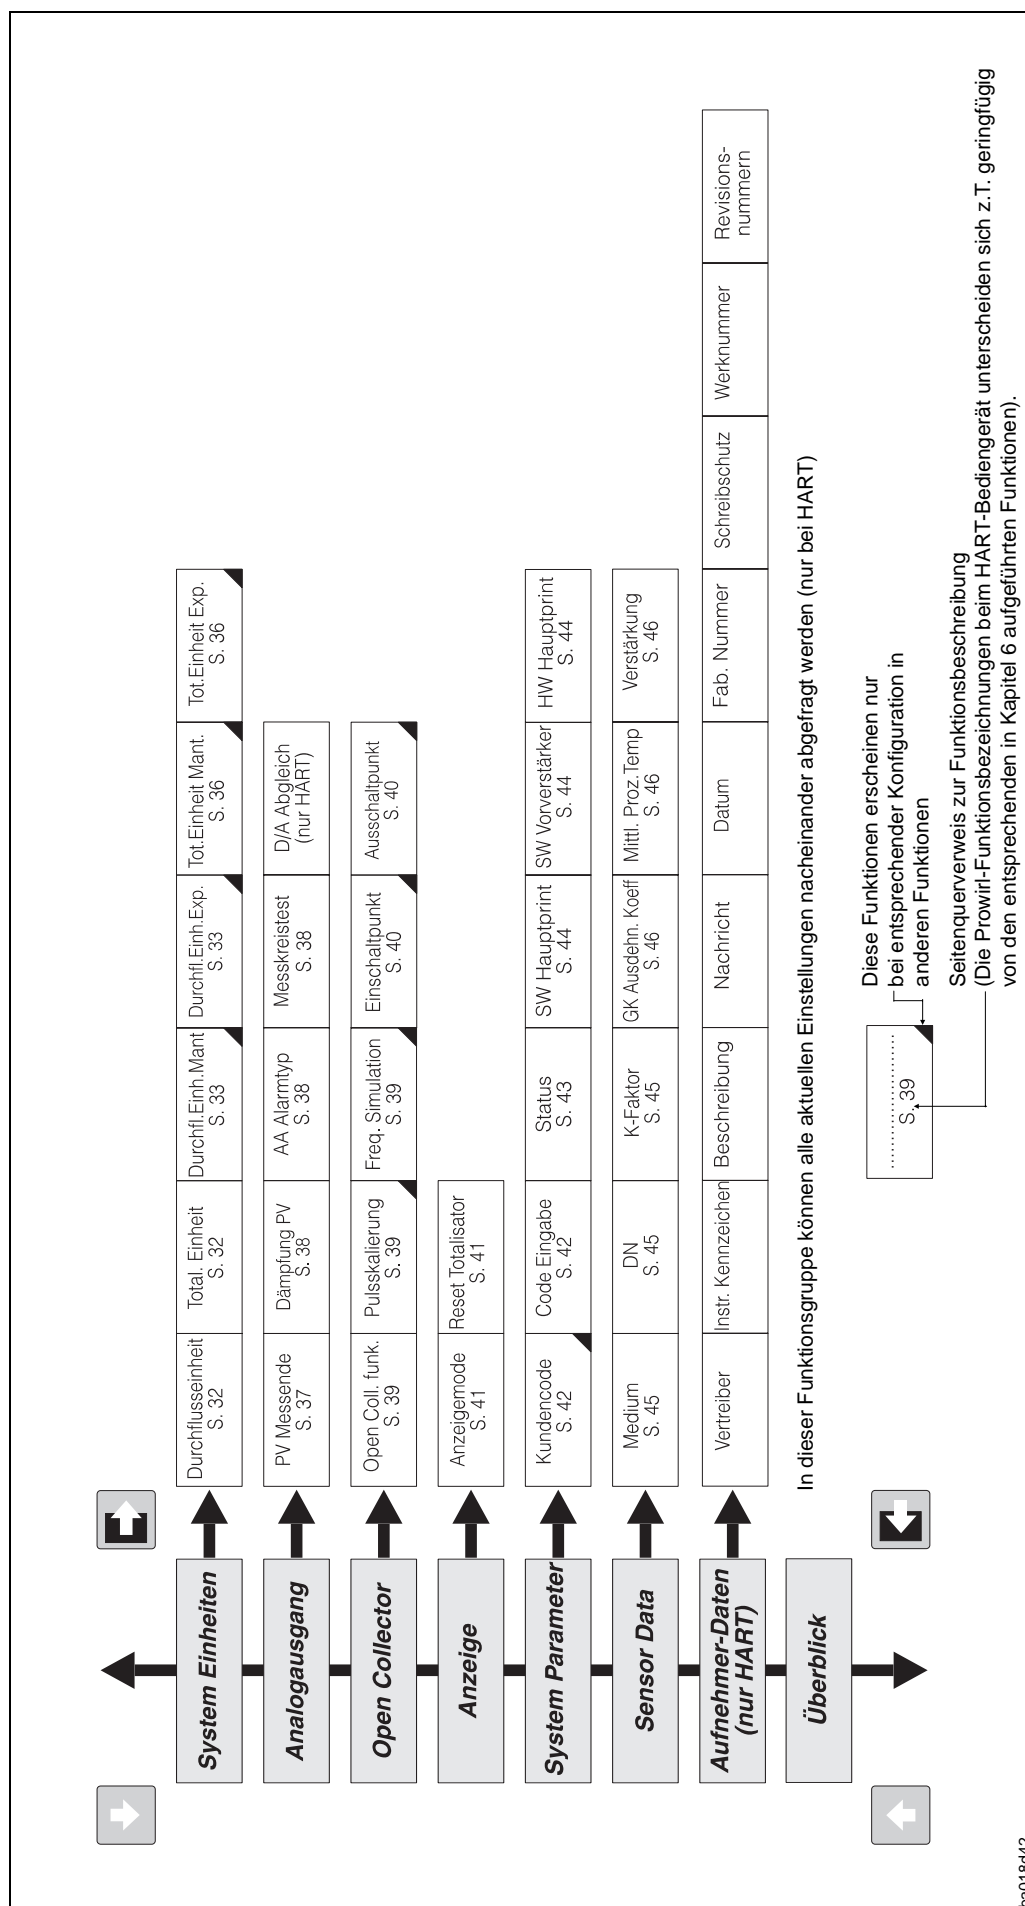 System Einheiten
Durchflusseinheit
S. 32
Total. Einheit
S. 32
Durchfl.Einh.Mant
S. 33
Durchfl.Einh.Exp.
S. 33
Tot.Einheit Mant.
S. 36
Tot.Einheit Exp.
S. 36
Analogausgang
PV Messende
S. 37
Dämpfung PV
S. 38
AA Alarmtyp
S. 38
Messkreistest
S. 38
D/A Abgleich
(nur HART)
Open Collector
Open Coll. funk.
S. 39
Pulsskalierung
S. 39
Freq. Simulation
S. 39
Einschaltpunkt
S. 40
Ausschaltpunkt
S. 40
Anzeige
Anzeigemode
S. 41
Reset Totalisator
S. 41
System Parameter
Kundencode
S. 42
Code Eingabe
S. 42
Status
S. 43
SW Hauptprint
S. 44
SW Vorverstärker
S. 44
HW Hauptprint
S. 44
Sensor Data
Medium
S. 45
DN
S. 45
K-Faktor
S. 45
GK Ausdehn. Koeff
S. 46
Mittl. Proz.Temp
S. 46
Verstärkung
S. 46
Aufnehmer-Daten
(nur HART)
Vertreiber
Instr. Kennzeichen
Beschreibung
Nachricht
Datum
Fab. Nummer
Schreibschutz
Werknummer
Revisions-
nummern
Überblick
In dieser Funktionsgruppe können alle aktuellen Einstellungen nacheinander abgefragt werden (nur bei HART)
........................
S. 39
Diese Funktionen erscheinen nur
bei entsprechender Konfiguration in
anderen Funktionen
Seitenquerverweis zur Funktionsbeschreibung
(Die Prowirl-Funktionsbezeichnungen beim HART-Bediengerät unterscheiden sich z.T. geringfügig
von den entsprechenden in Kapitel 6 aufgeführten Funktionen).